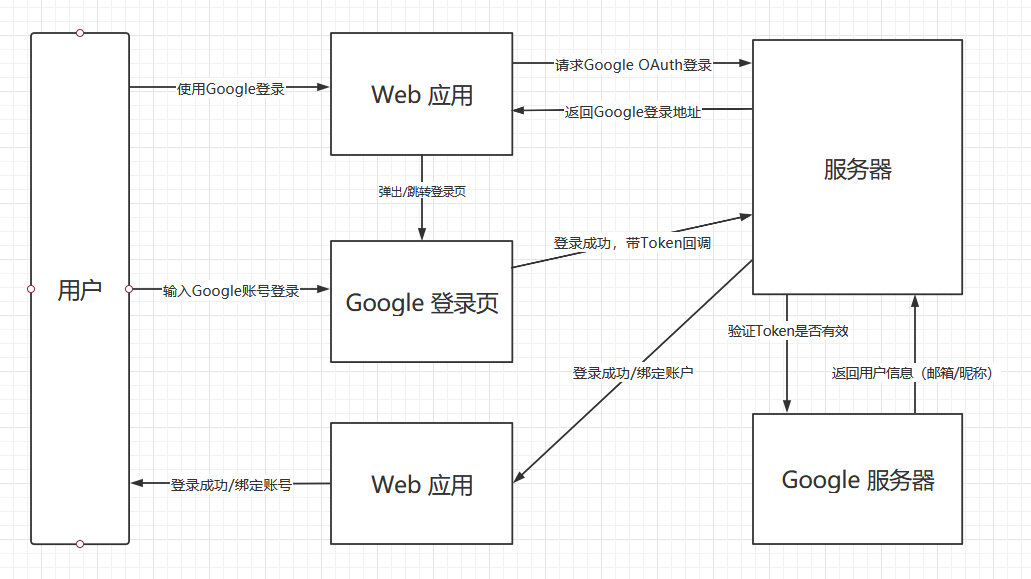 使用Google登录
Web 应用
请求Google OAuth登录
返回Google登录地址
服务器
弹出/跳转登录页
登录成功，带Token回调
用户
输入Google账号登录
Google 登录页
验证Token是否有效
登录成功/绑定账户
返回用户信息（邮箱/昵称）
登录成功/绑定账号
Web 应用
Google 服务器